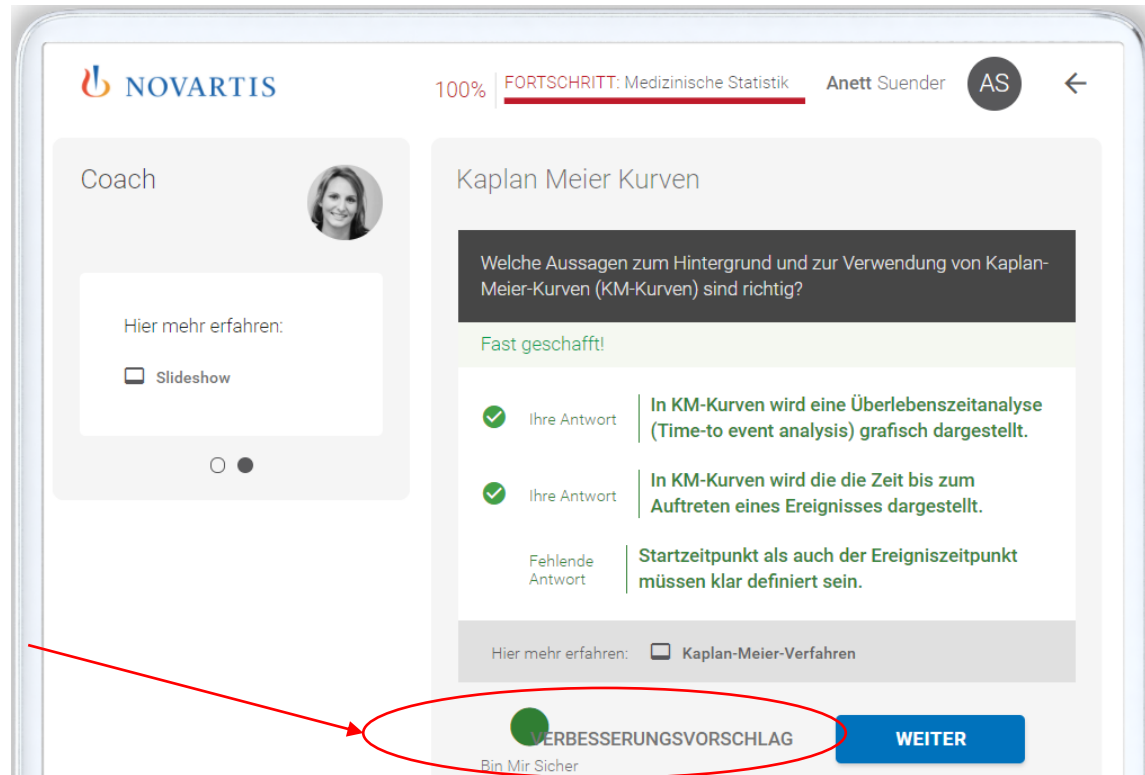 NOVARTIS
100%
FORTSCHRITT: Medizinische Statistik
Anett Suender
AS
Coach
Hier mehr erfahren:
Slideshow
Kaplan Meier Kurven
Welche Aussagen zum Hintergrund und zur Verwendung von Kaplan-
Meier-Kurven (KM-Kurven) sind richtig?
Fast geschafft!
Ihre Antwort
In KM-Kurven wird eine Überlebenszeitanalyse
(Time-to event analysis) grafisch dargestellt.
Ihre Antwort
In KM-Kurven wird die die Zeit bis zum
Auftreten eines Ereignisses dargestellt.
Fehlende
Antwort
Startzeitpunkt als auch der Ereigniszeitpunkt
müssen klar definiert sein.
Hier mehr erfahren:
Kaplan-Meier-Verfahren
VERBESSERUNGSVORSCHLAG
WEITER
Bin Mir Sicher